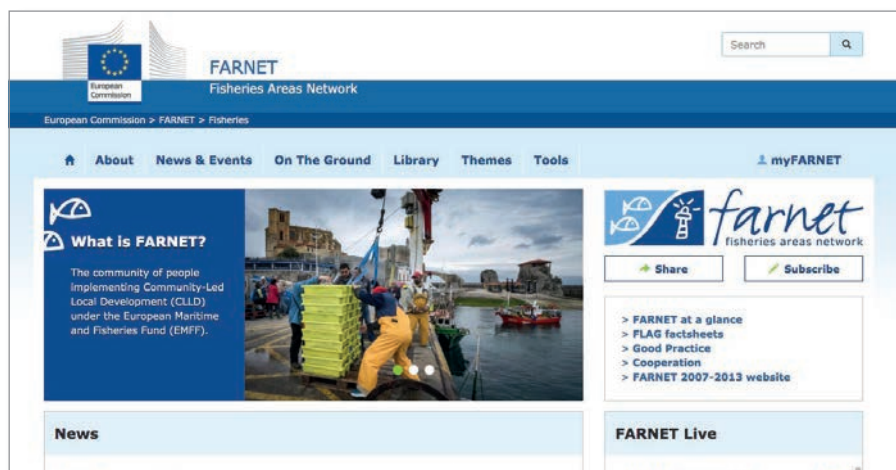 Search
FARNET
European
Commission
Fisheries Areas Network
European Commission > FARNET > Fisheries
About News & Events On The Ground Library Themes Tools myFARNET
What is FARNET?
The community of people
implementing Community-Led
Local Development (CLLD)
under the European Maritime
and Fisheries Fund (EMFF).
farnet
fisheries areas network
Share Subscribe
> FARNET at a glance
> FLAG factsheets
> Good Practice
> Cooperation
> FARNET 2007-2013 website
News
FARNET Live